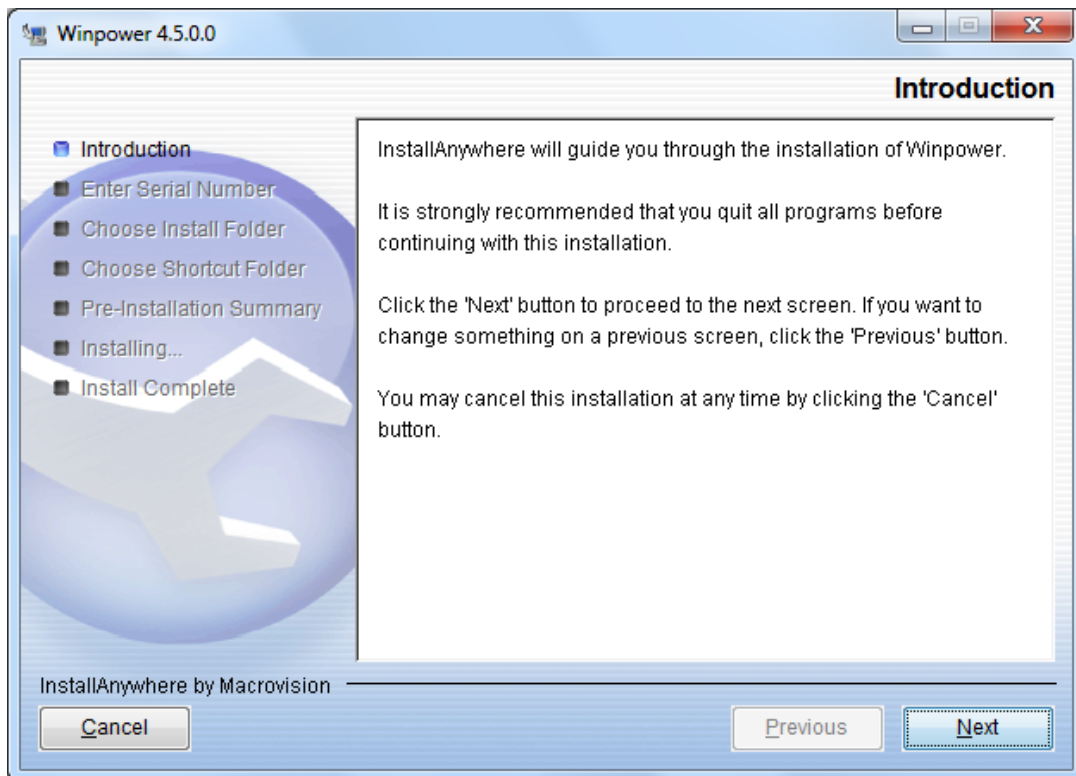 Winpower 4.5.0.0
Introduction
Introduction
Enter Serial Number
Choose Install Folder
Choose Shortcut Folder
Pre-Installation Summary
Installing...
Install Complete
InstallAnywhere will guide you through the installation of Winpower.
It is strongly recommended that you quit all programs before
continuing with this installation.
Click the 'Next' button to proceed to the next screen. If you want to
change something on a previous screen, click the 'Previous' button.
You may cancel this installation at any time by clicking the 'Cancel'
button.
InstallAnywhere by Macrovision
Cancel
Previous
Next